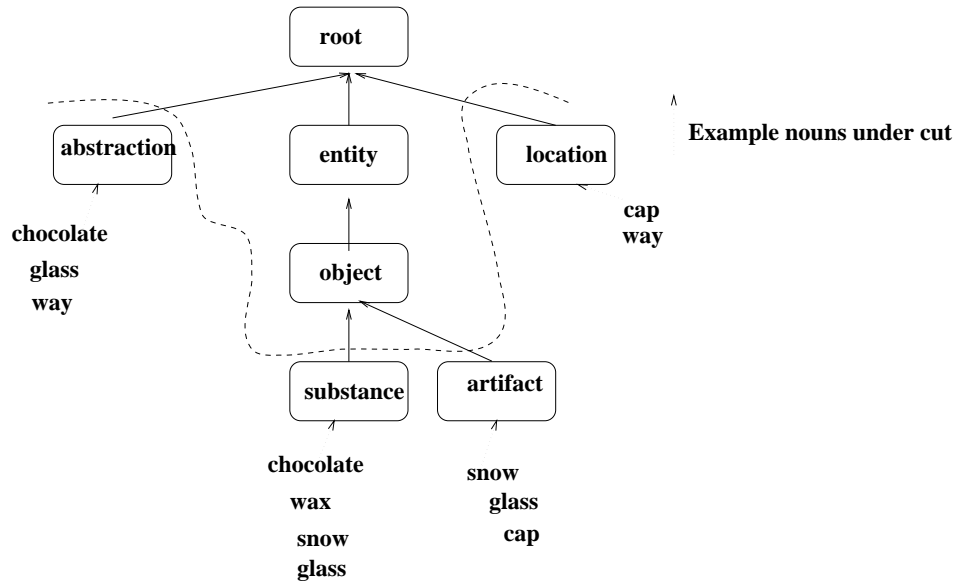 root
abstraction
entity
location
Example nouns under cut
chocolate
glass
way
cap
way
object
substance
artifact
chocolate
wax
snow
glass
snow
glass
cap